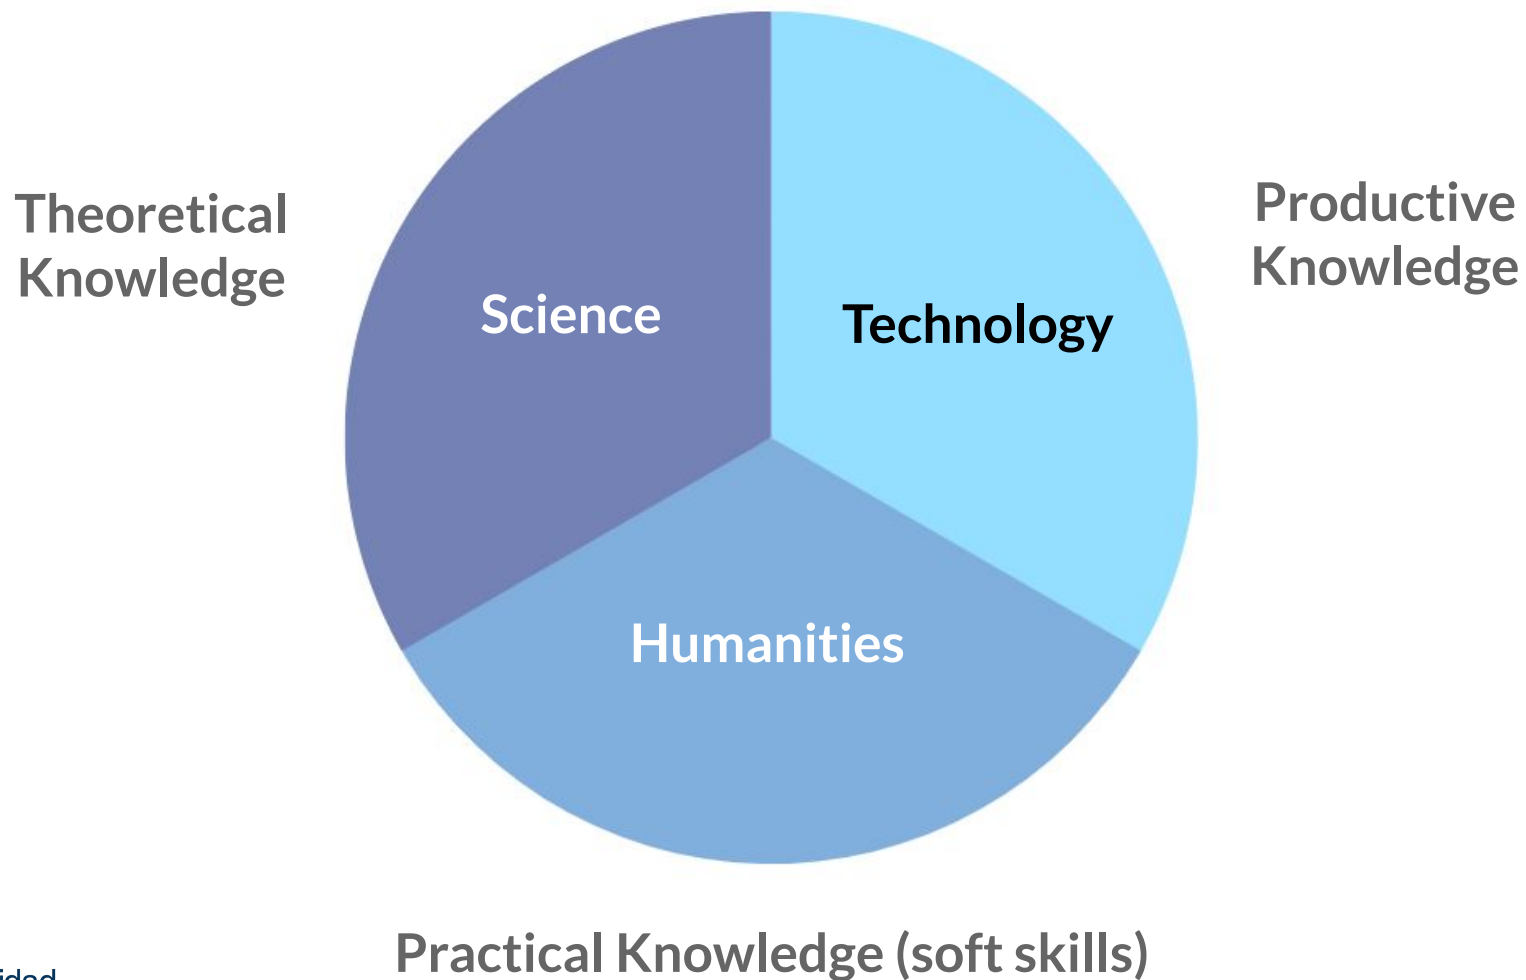 Theoretical
Knowledge
Science
Technology
Productive
Knowledge
Humanities
Practical Knowledge (soft skills)